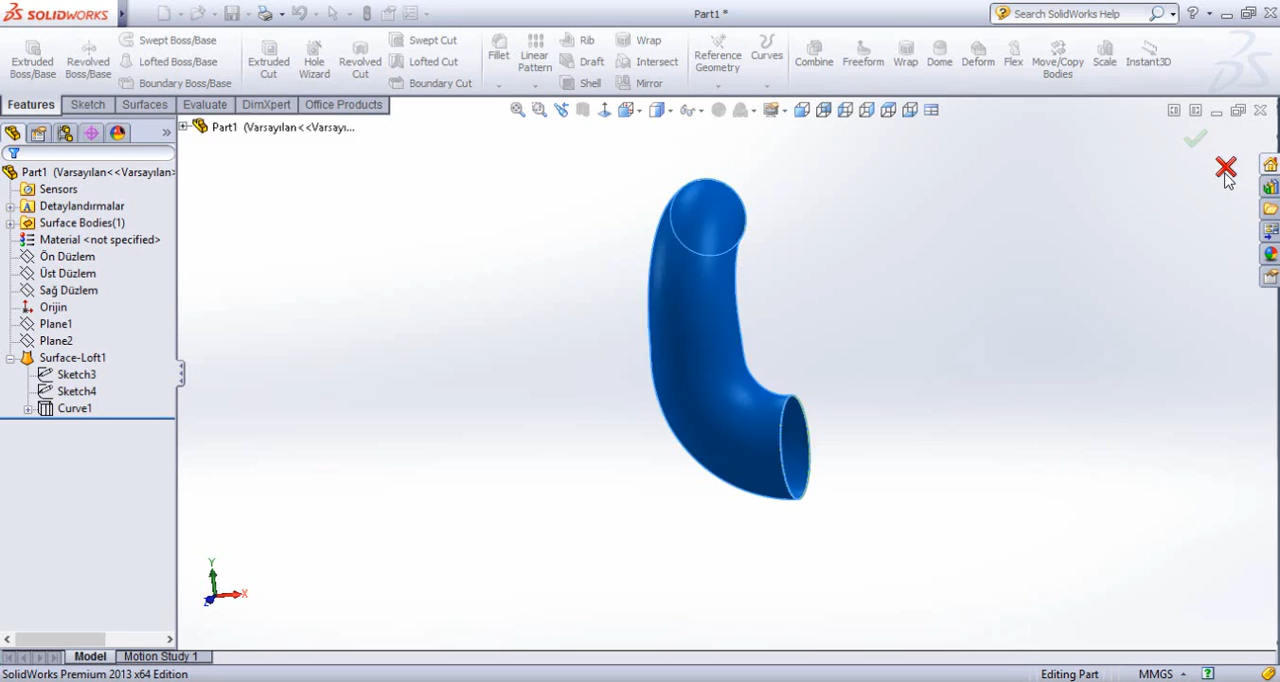 SOLIDWORKS
Part1 *
Search SolidWorks Help
Extruded Boss/Base
Revolved Boss/Base
Swept Boss/Base
Lofted Boss/Base
Boundary Boss/Base
Extruded Cut
Hole Wizard
Revolved Cut
Swept Cut
Lofted Cut
Boundary Cut
Fillet
Linear Pattern
Rib
Draft
Shell
Wrap
Intersect
Mirror
Reference Geometry
Curves
Combine
Freeform
Wrap
Dome
Deform
Flex
Move/Copy Bodies
Scale
Instant3D
Features
Sketch
Surfaces
Evaluate
DimXpert
Office Products
Part1 (Varsayılan<<Varsayı...
Part1 (Varsayılan<<Varsayılan>
Sensors
Detaylandırmalar
Surface Bodies(1)
Material <not specified>
Ön Düzlem
Üst Düzlem
Sağ Düzlem
Orijin
Plane1
Plane2
Surface-Loft1
Sketch3
Sketch4
Curve1
Y
X
Z
Model
Motion Study 1
SolidWorks Premium 2013 x64 Edition
Editing Part
MMGS